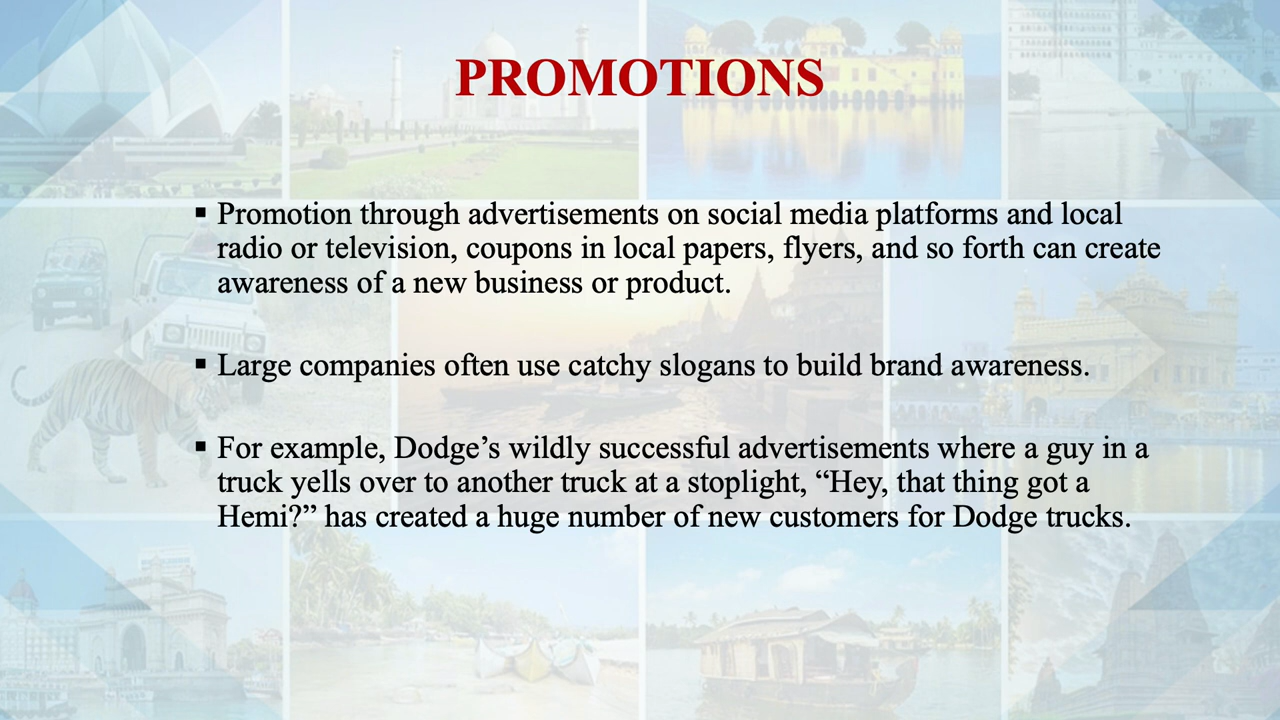 PROMOTIONS
▪ Promotion through advertisements on social media platforms and local
radio or television, coupons in local papers, flyers, and so forth can create
awareness of a new business or product.
▪ Large companies often use catchy slogans to build brand awareness.
▪ For example, Dodge’s wildly successful advertisements where a guy in a
truck yells over to another truck at a stoplight, “Hey, that thing got a
Hemi?” has created a huge number of new customers for Dodge trucks.